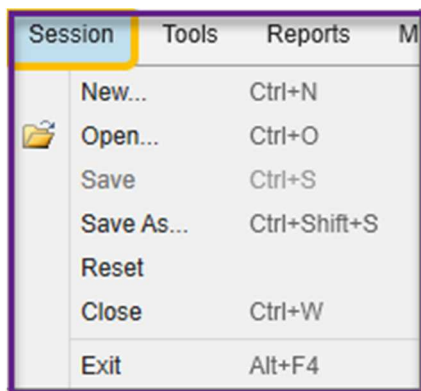 Session Tools Reports M
New... Ctrl+N
Open... Ctrl+O
Save Ctrl+S
Save As... Ctrl+Shift+S
Reset
Close Ctrl+W
Exit Alt+F4